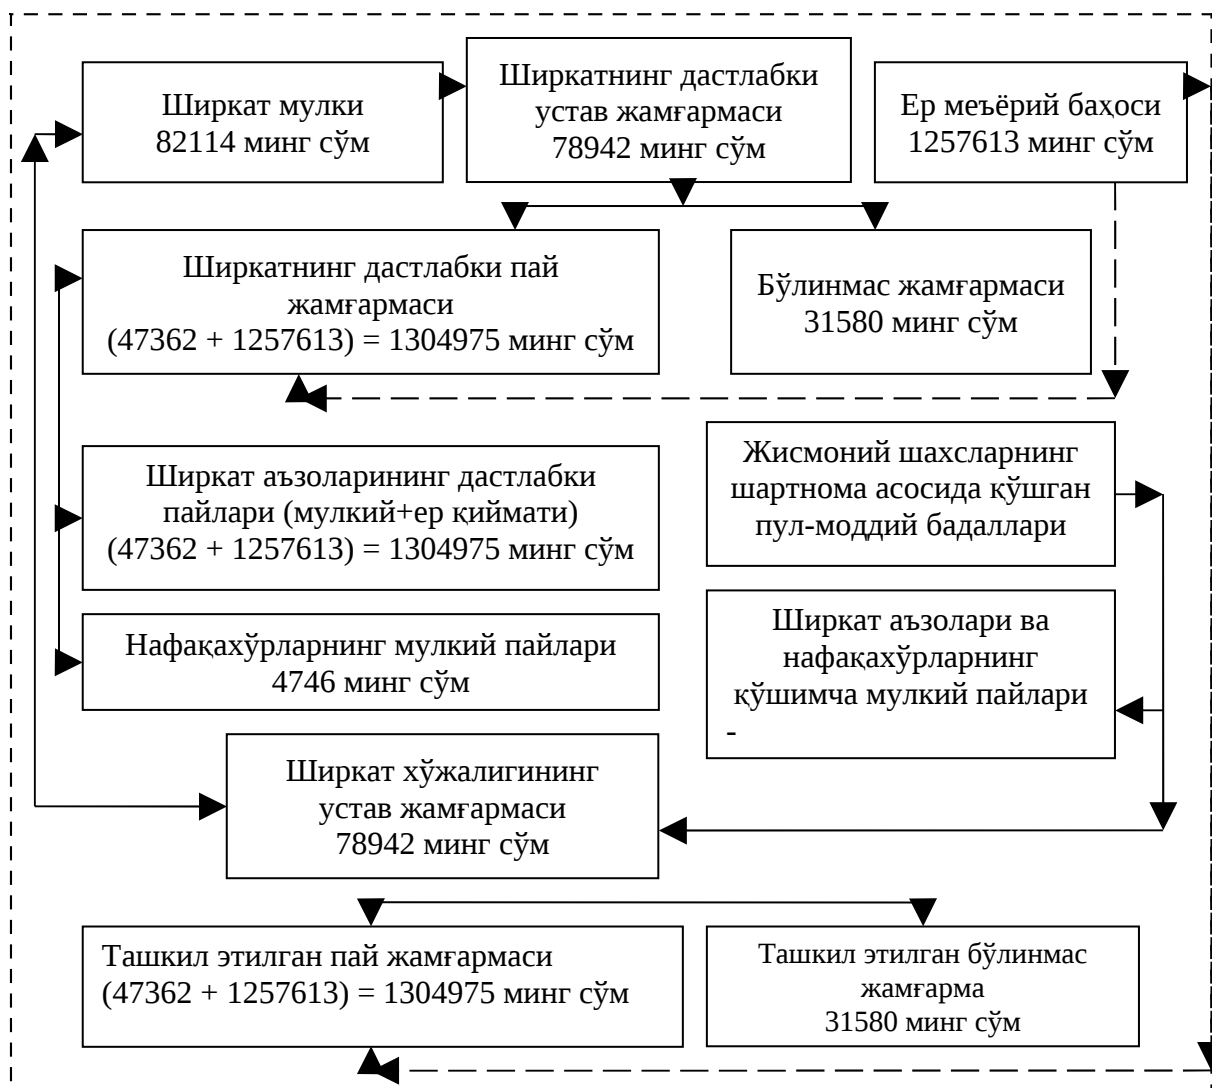 Ширкат мулки
82114 минг сўм
Ширкатнинг дастлабки
устав жамғармаси
78942 минг сўм
Ер меъёрий баҳоси
1257613 минг сўм
Ширкатнинг дастлабки пай
жамғармаси
(47362 + 1257613) = 1304975 минг сўм
Бўлинмас жамғармаси
31580 минг сўм
Ширкат аъзоларининг дастлабки
пайлари (мулкий+ер қиймати)
(47362 + 1257613) = 1304975 минг сўм
Жисмоний шахсларнинг
шартнома асосида қўшган
пул-моддий бадаллари
Нафақахўрларнинг мулкий пайлари
4746 минг сўм
Ширкат аъзолари ва
нафақахўрларнинг
қўшимча мулкий пайлари
-
Ширкат хўжалигининг
устав жамғармаси
78942 минг сўм
Ташкил этилган пай жамғармаси
(47362 + 1257613) = 1304975 минг сўм
Ташкил этилган бўлинмас
жамғарма
31580 минг сўм